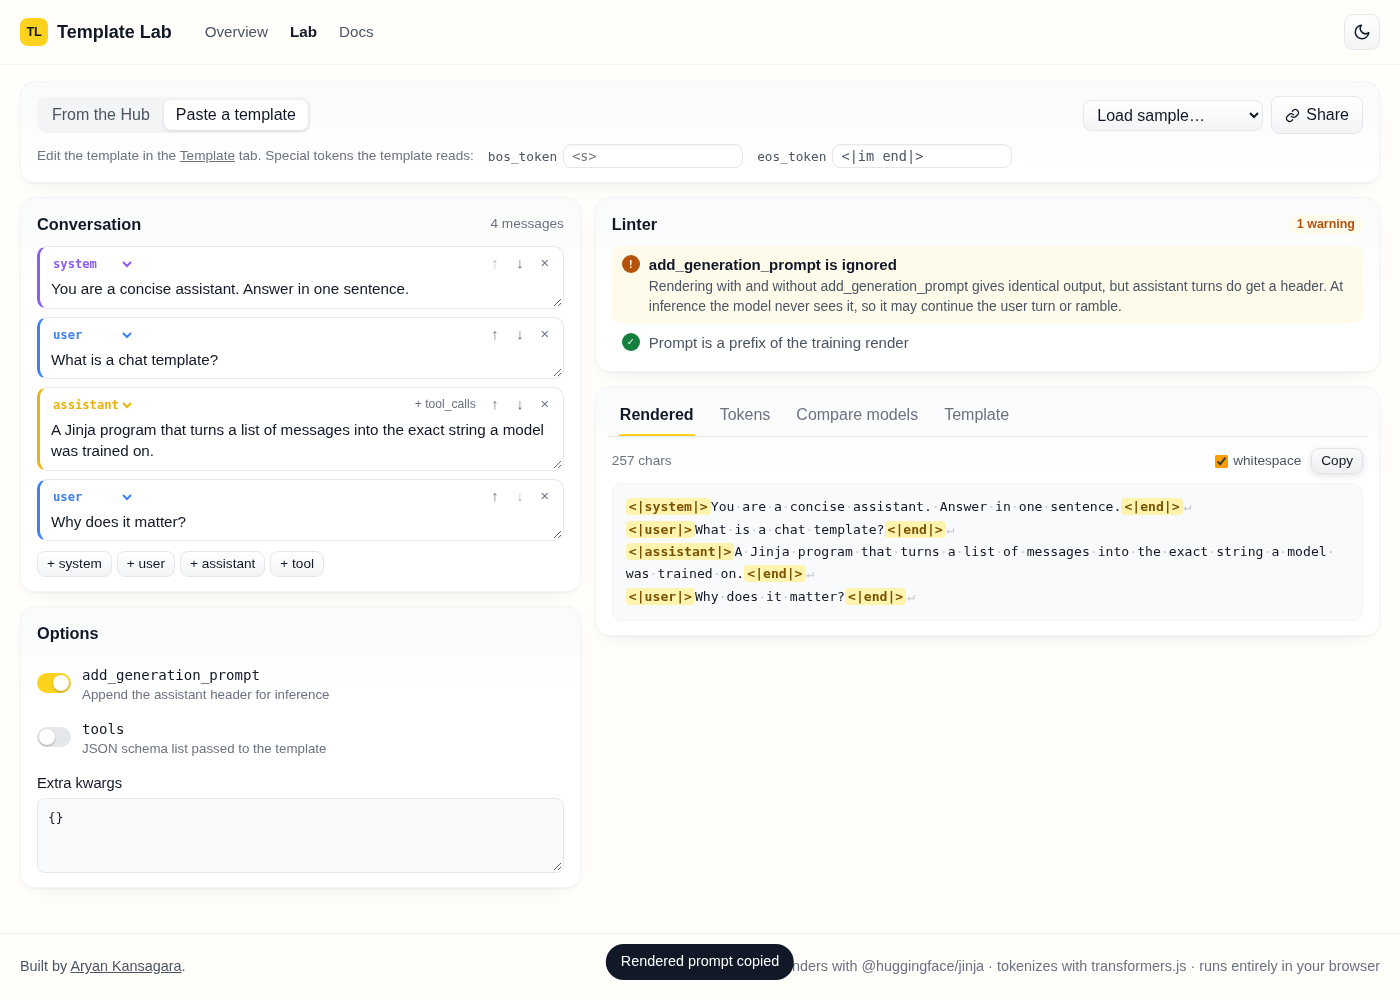 TL Template Lab Overview Lab Docs
From the Hub Paste a template Load sample… Share
Edit the template in the Template tab. Special tokens the template reads: bos_token <s> eos_token <|im_end|>
Conversation 4 messages
system ↑ ↓ ×
You are a concise assistant. Answer in one sentence.
user ↑ ↓ ×
What is a chat template?
assistant + tool_calls ↑ ↓ ×
A Jinja program that turns a list of messages into the exact string a model
was trained on.
user ↑ ↓ ×
Why does it matter?
+ system + user + assistant + tool
Options
add_generation_prompt
Append the assistant header for inference
tools
JSON schema list passed to the template
Extra kwargs
{}
Linter 1 warning
! add_generation_prompt is ignored
Rendering with and without add_generation_prompt gives identical output, but assistant turns do get a header. At
inference the model never sees it, so it may continue the user turn or ramble.
✓ Prompt is a prefix of the training render
Rendered Tokens Compare models Template
257 chars whitespace Copy
<|system|>You·are·a·concise·assistant.·Answer·in·one·sentence.<|end|>↵
<|user|>What·is·a·chat·template?<|end|>↵
<|assistant|>A·Jinja·program·that·turns·a·list·of·messages·into·the·exact·string·a·model·
was·trained·on.<|end|>↵
<|user|>Why·does·it·matter?<|end|>↵
Built by Aryan Kansagara. Rendered prompt copied with @huggingface/jinja · tokenizes with transformers.js · runs entirely in your browser